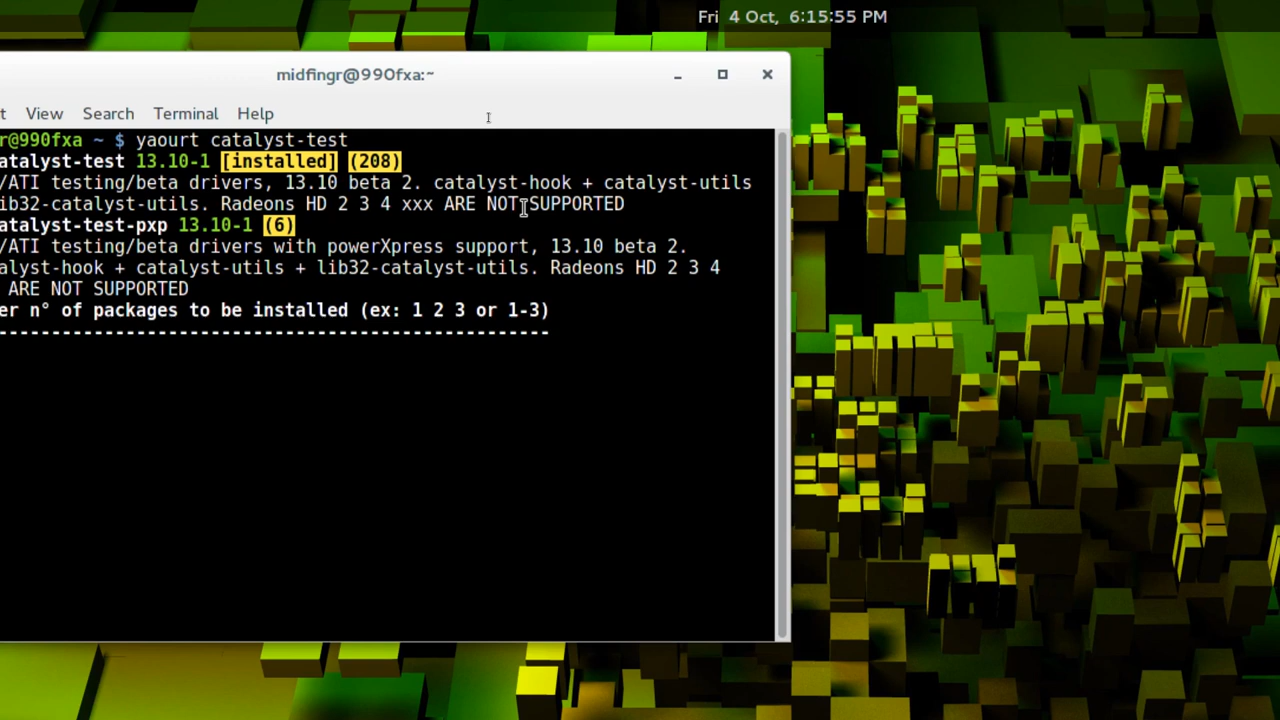 Fri 4 Oct, 6:15:55 PM
midfingr@990fxa:~
t View Search Terminal Help
r@990fxa ~ $ yaourt catalyst-test
atalyst-test 13.10-1 [installed] (208)
/ATI testing/beta drivers, 13.10 beta 2. catalyst-hook + catalyst-utils
ib32-catalyst-utils. Radeons HD 2 3 4 xxx ARE NOT SUPPORTED
atalyst-test-pxp 13.10-1 (6)
/ATI testing/beta drivers with powerXpress support, 13.10 beta 2.
alyst-hook + catalyst-utils + lib32-catalyst-utils. Radeons HD 2 3 4
ARE NOT SUPPORTED
er n° of packages to be installed (ex: 1 2 3 or 1-3)
----------------------------------------------------